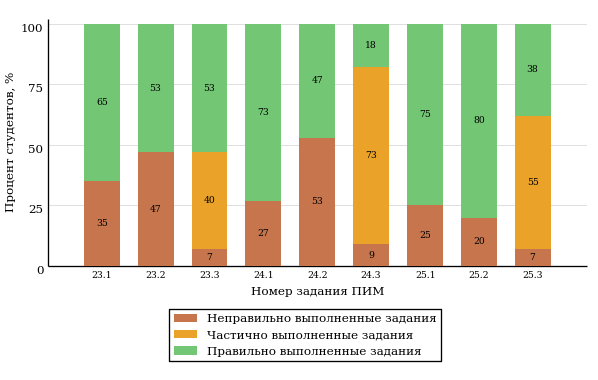 100
75
50
25
0
Процент студентов, %
65 53 53 73 47 18 75 80 38
35 47 40 27 53 73 25 20 55
7 9 7
23.1 23.2 23.3 24.1 24.2 24.3 25.1 25.2 25.3
Номер задания ПИМ
Неправильно выполненные задания
Частично выполненные задания
Правильно выполненные задания